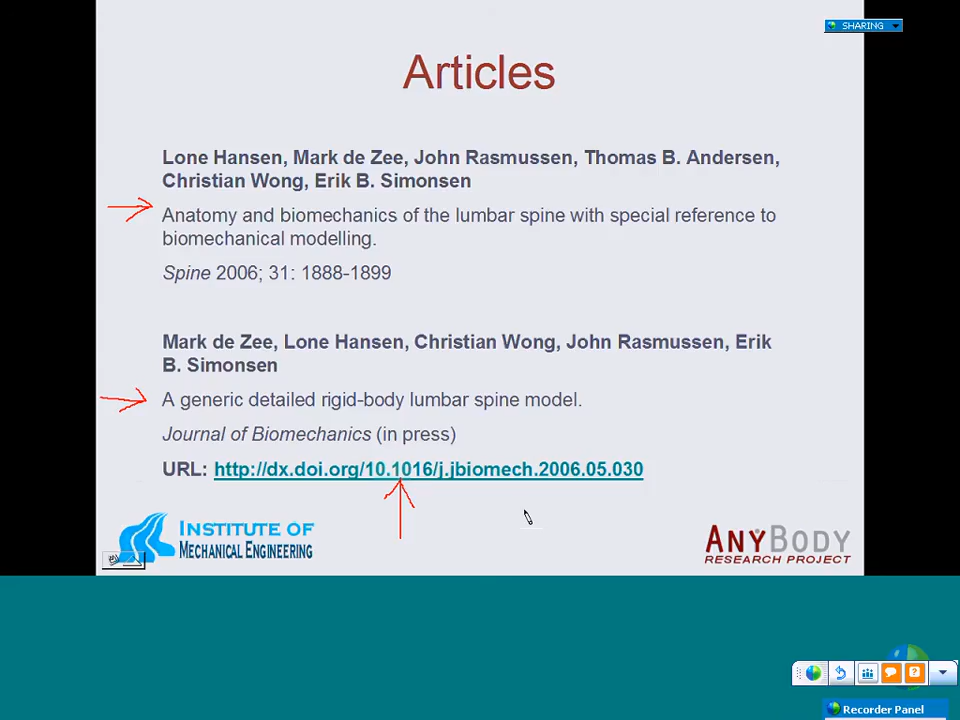 SHARING
Articles
Lone Hansen, Mark de Zee, John Rasmussen, Thomas B. Andersen,
Christian Wong, Erik B. Simonsen
Anatomy and biomechanics of the lumbar spine with special reference to
biomechanical modelling.
Spine 2006; 31: 1888-1899
Mark de Zee, Lone Hansen, Christian Wong, John Rasmussen, Erik
B. Simonsen
A generic detailed rigid-body lumbar spine model.
Journal of Biomechanics (in press)
URL: http://dx.doi.org/10.1016/j.jbiomech.2006.05.030
INSTITUTE OF
MECHANICAL ENGINEERING
ANYBODY
RESEARCH PROJECT
Recorder Panel